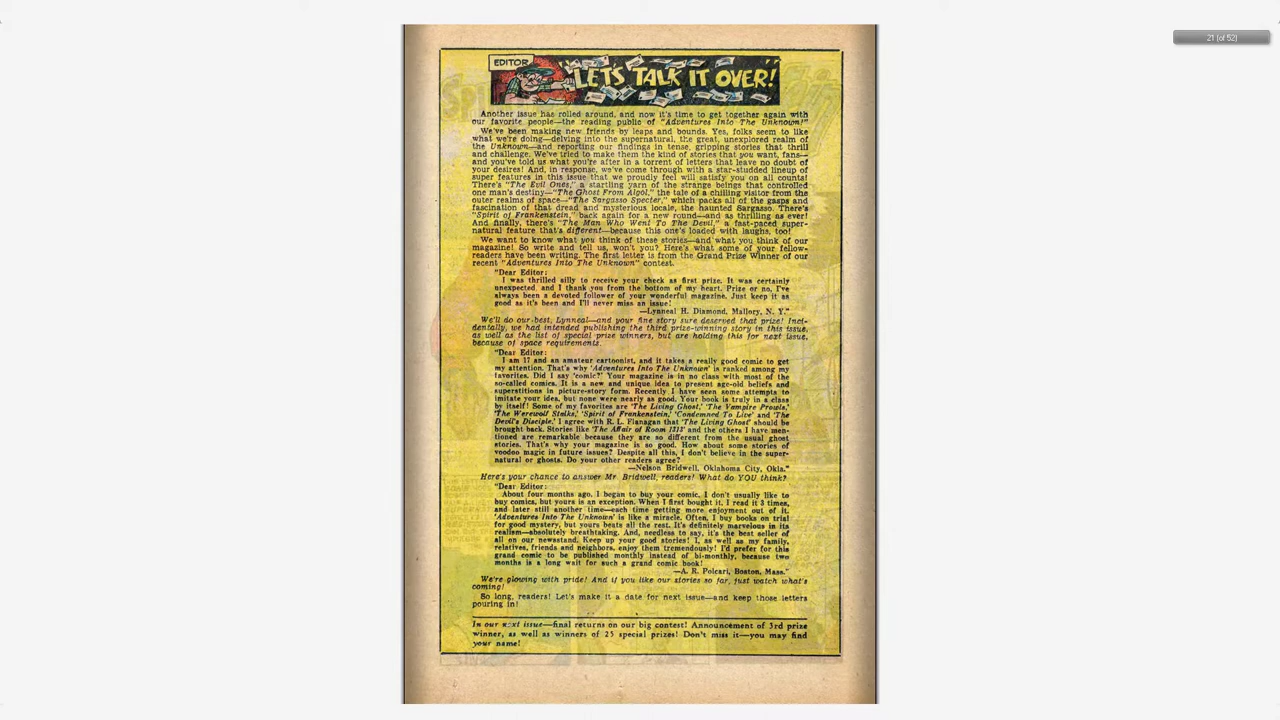 21 (of 52)
EDITOR
LET'S TALK IT OVER!
Another issue has rolled around, and now it's time to get together again with
our favorite people—the reading public of "Adventures Into The Unknown!"
We've been making new friends by leaps and bounds. Yes, folks seem to like
what we're doing—delving into the supernatural, the great, unexplored realm of
the Unknown—and reporting our findings in tense, gripping stories that thrill
and challenge. We've tried to make them the kind of stories that you want, fans—
and you've told us what you're after in a torrent of letters that leave no doubt of
your desires! And, in response, we've come through with a star-studded lineup of
super features in this issue that we proudly feel will satisfy you on all counts!
There's "The Evil Ones," a startling yarn of the strange beings that controlled
one man's destiny—"The Ghost From Algol," the tale of a chilling visitor from the
outer realms of space—"The Sargasso Specter," which packs all of the gasps and
fascination of that dread and mysterious locale, the haunted Sargasso. There's
"Spirit of Frankenstein," back again for a new round—and as thrilling as ever!
And finally, there's "The Man Who Went To The Devil," a fast-paced super-
natural feature that's different—because this one's loaded with laughs, too!
We want to know what you think of these stories—and what you think of our
magazine! So write and tell us, won't you? Here's what some of your fellow-
readers have been writing. The first letter is from the Grand Prize Winner of our
recent "Adventures Into The Unknown" contest.
"Dear Editor:
I was thrilled silly to receive your check as first prize. It was certainly
unexpected, and I thank you from the bottom of my heart. Prize or no, I've
always been a devoted follower of your wonderful magazine. Just keep it as
good as it's been and I'll never miss an issue!
—Lynneal H. Diamond, Mallory, N. Y."
We'll do our best, Lynneal—and your fine story sure deserved that prize! Inci-
dentally, we had intended publishing the third prize-winning story in this issue,
as well as the list of special prize winners, but are holding this for next issue,
because of space requirements.
"Dear Editor:
I am 17 and an amateur cartoonist, and it takes a really good comic to get
my attention. That's why 'Adventures Into The Unknown' is ranked among my
favorites. Did I say 'comic?' Your magazine is in no class with most of the
so-called comics. It is a new and unique idea to present age-old beliefs and
superstitions in picture-story form. Recently I have seen some attempts to
imitate your idea, but none were nearly as good. Your book is truly in a class
by itself! Some of my favorites are 'The Living Ghost,' 'The Vampire Prowls,'
'The Werewolf Stalks,' 'Spirit of Frankenstein,' 'Condemned To Live' and 'The
Devil's Disciple.' I agree with R. L. Flanagan that 'The Living Ghost' should be
brought back. Stories like 'The Affair of Room 1313' and the others I have men-
tioned are remarkable because they are so different from the usual ghost
stories. That's why your magazine is so good. How about some stories of
voodoo magic in future issues? Despite all this, I don't believe in the super-
natural or ghosts. Do your other readers agree?
—Nelson Bridwell, Oklahoma City, Okla."
Here's your chance to answer Mr. Bridwell, readers! What do YOU think?
"Dear Editor:
About four months ago, I began to buy your comic. I don't usually like to
buy comics, but yours is an exception. When I first bought it, I read it 3 times,
and later still another time—each time getting more enjoyment out of it.
'Adventures Into The Unknown' is like a miracle. Often, I buy books on trial
for good mystery, but yours beats all the rest. It's definitely marvelous in its
realism—absolutely breathtaking. And, needless to say, it's the best seller of
all on our newsstand. Keep up your good stories! I, as well as my family,
relatives, friends and neighbors, enjoy them tremendously! I'd prefer for this
grand comic to be published monthly instead of bi-monthly, because two
months is a long wait for such a grand comic book!
—A. R. Polcari, Boston, Mass."
We're glowing with pride! And if you like our stories so far, just watch what's
coming!
So long, readers! Let's make it a date for next issue—and keep those letters
pouring in!
In our next issue—final returns on our big contest! Announcement of 3rd prize
winner, as well as winners of 25 special prizes! Don't miss it—you may find
your name!